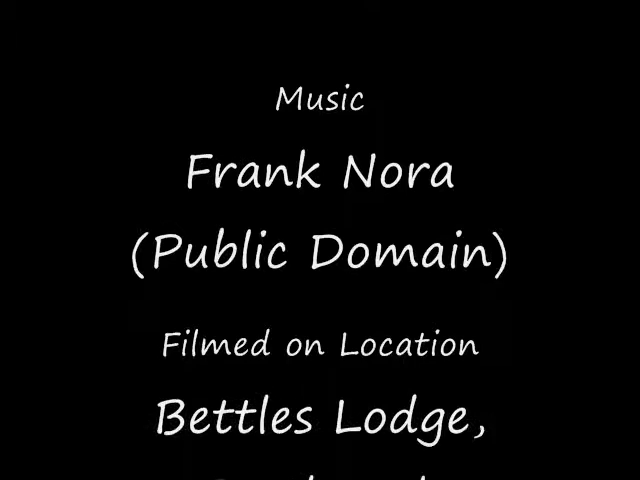 Music
Frank Nora
(Public Domain)
Filmed on Location
Bettles Lodge,